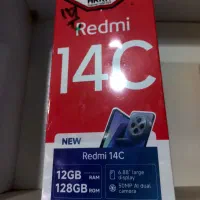 Redmi
14C
NEW
Redmi 14C
12GB RAM
6.88" large display
128GB ROM
50MP AI dual camera